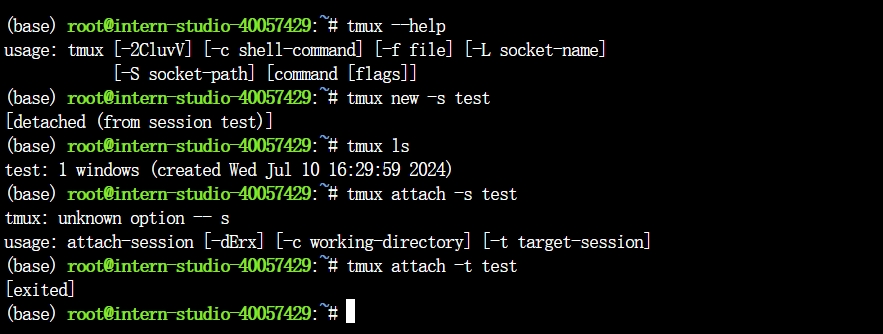 (base) root@intern-studio-40057429:~# tmux --help
usage: tmux [-2CluvV] [-c shell-command] [-f file] [-L socket-name]
            [-S socket-path] [command [flags]]
(base) root@intern-studio-40057429:~# tmux new -s test
[detached (from session test)]
(base) root@intern-studio-40057429:~# tmux ls
test: 1 windows (created Wed Jul 10 16:29:59 2024)
(base) root@intern-studio-40057429:~# tmux attach -s test
tmux: unknown option -- s
usage: attach-session [-dErx] [-c working-directory] [-t target-session]
(base) root@intern-studio-40057429:~# tmux attach -t test
[exited]
(base) root@intern-studio-40057429:~#